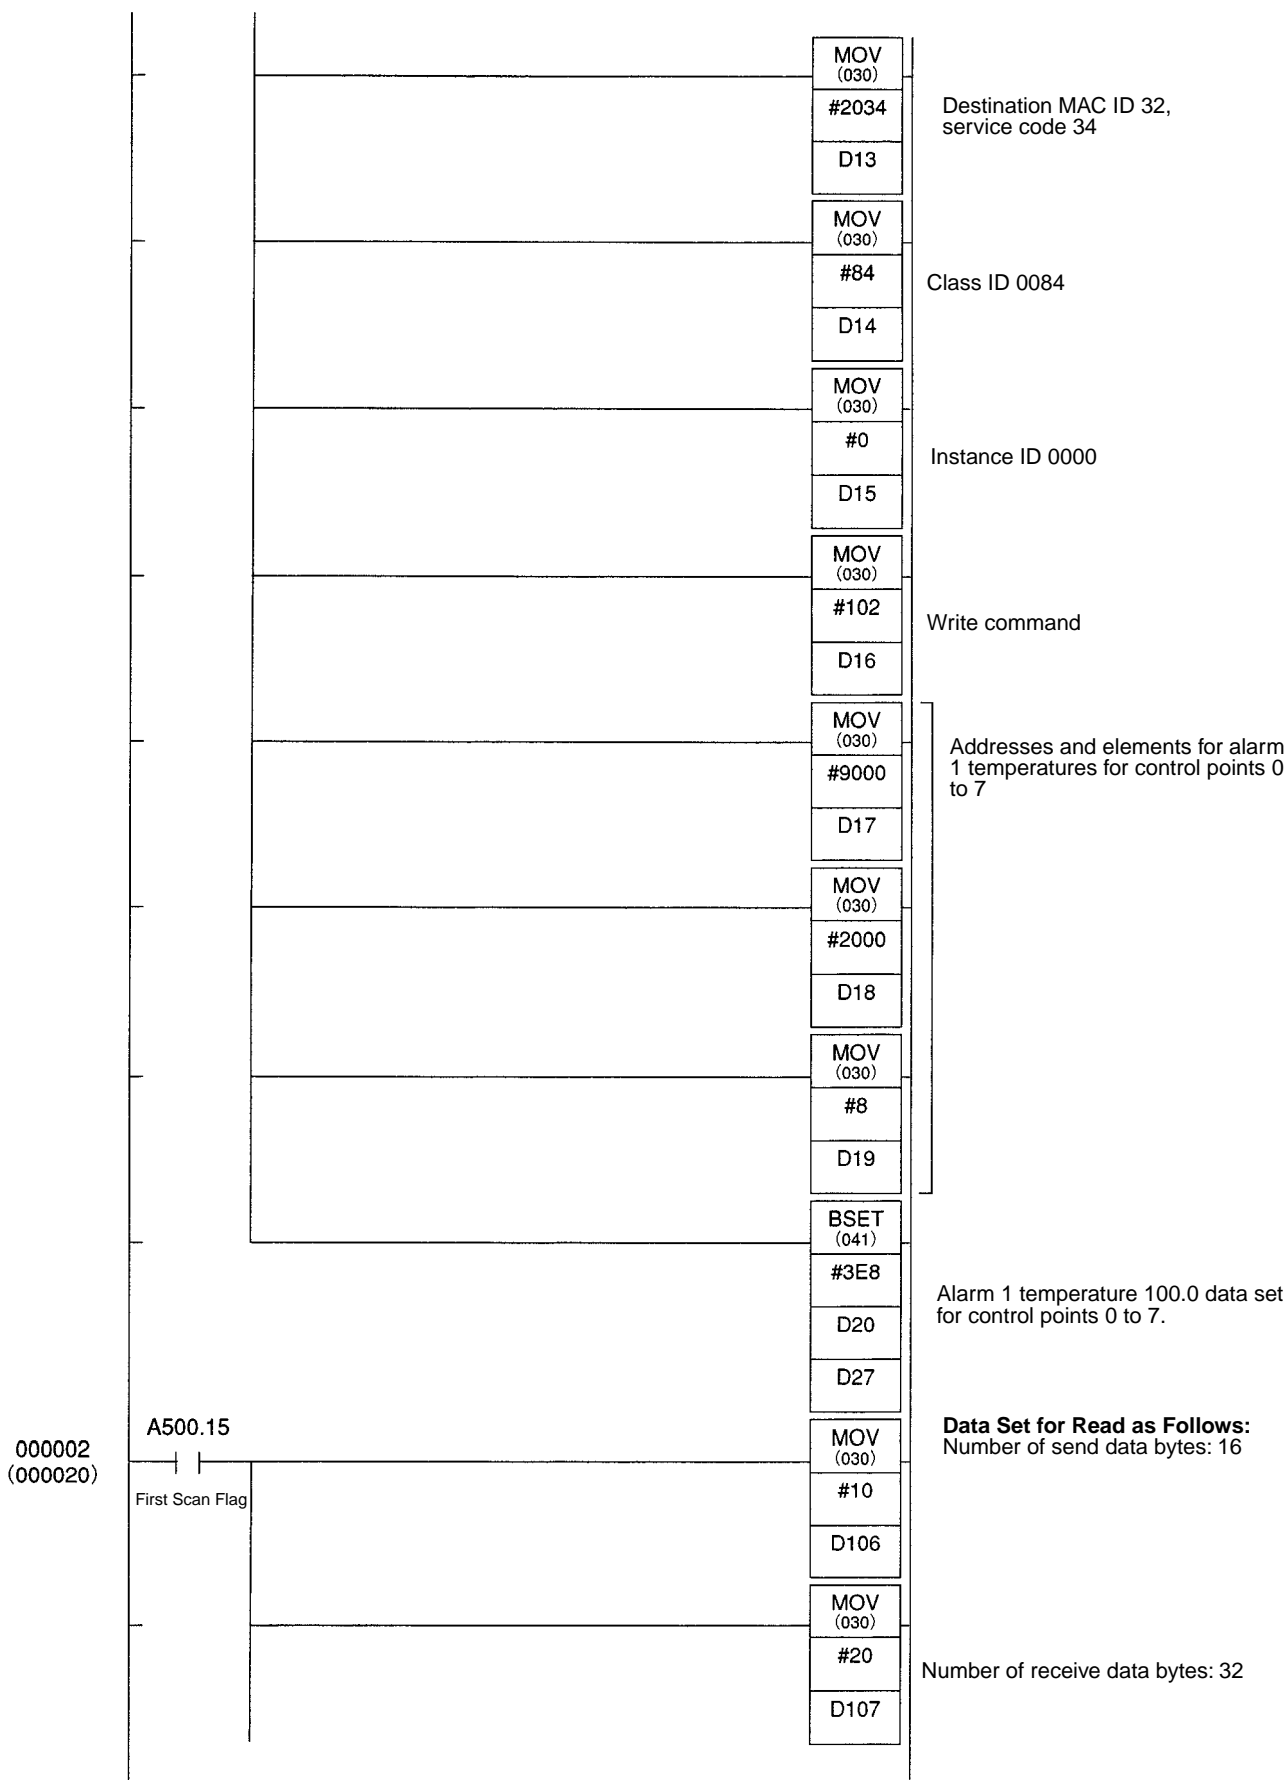 MOV
(030)
#2034
D13
Destination MAC ID 32,
service code 34
MOV
(030)
#84
D14
Class ID 0084
MOV
(030)
#0
D15
Instance ID 0000
MOV
(030)
#102
D16
Write command
MOV
(030)
#9000
D17
Addresses and elements for alarm
1 temperatures for control points 0
to 7
MOV
(030)
#2000
D18
MOV
(030)
#8
D19
BSET
(041)
#3E8
D20
D27
Alarm 1 temperature 100.0 data set
for control points 0 to 7.
000002
(000020)
A500.15
First Scan Flag
MOV
(030)
#10
D106
Data Set for Read as Follows:
Number of send data bytes: 16
MOV
(030)
#20
D107
Number of receive data bytes: 32